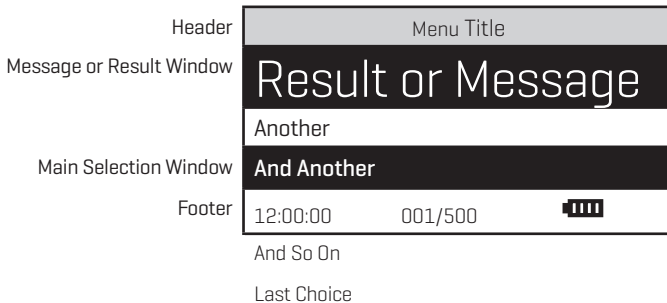 Header
Menu Title
Message or Result Window
Result or Message
Another
Main Selection Window
And Another
Footer
12:00:00 001/500
And So On
Last Choice